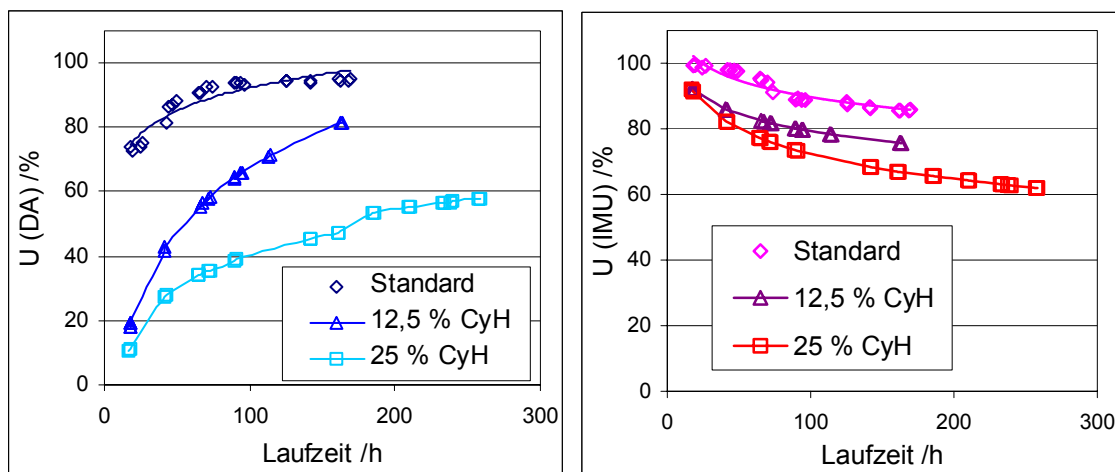 U (DA) /%
100
80
60
40
20
0
0 100 200 300
Laufzeit /h
Standard
12,5 % CyH
25 % CyH
U (IMU) /%
100
80
60
40
20
0
0 100 200 300
Laufzeit /h
Standard
12,5 % CyH
25 % CyH